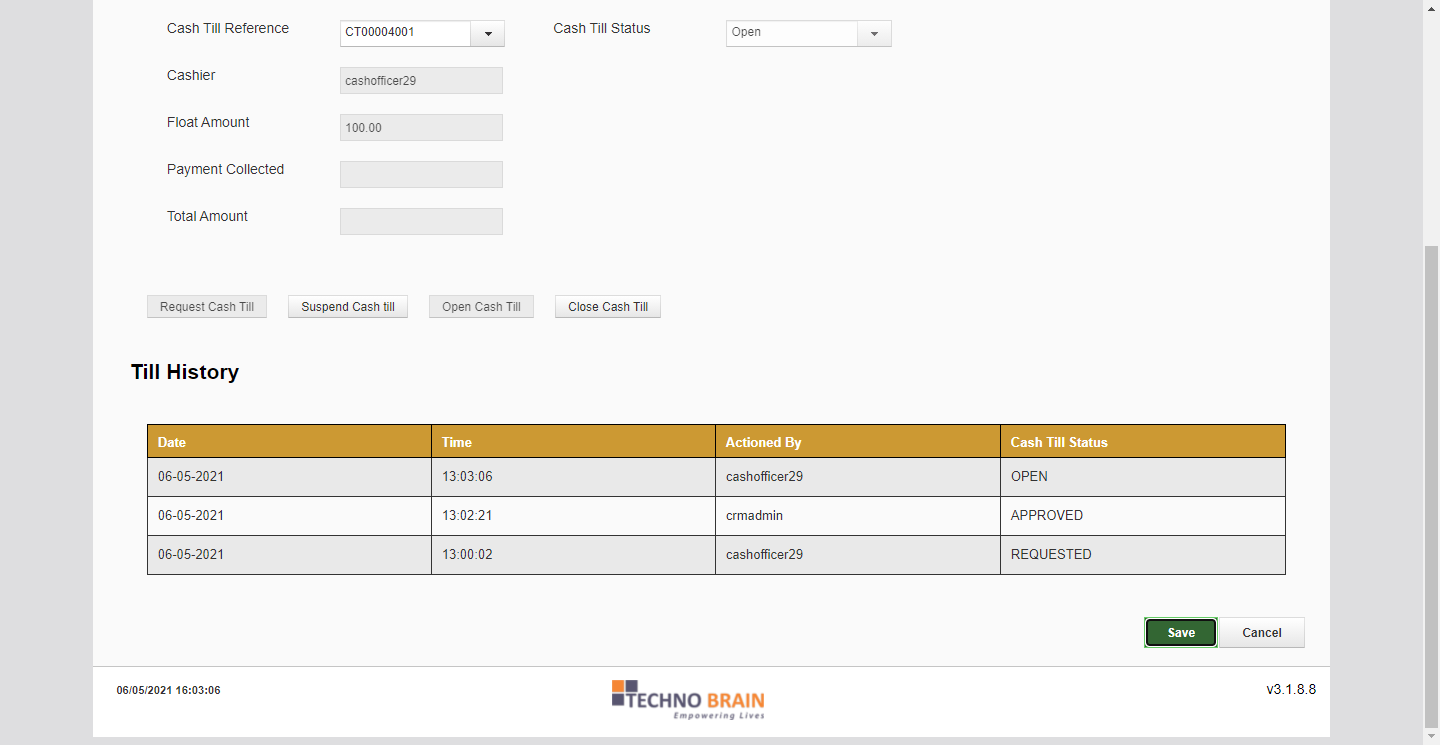 Cash Till Reference CT00004001 Cash Till Status Open
Cashier cashofficer29
Float Amount 100.00
Payment Collected
Total Amount
Request Cash Till Suspend Cash till Open Cash Till Close Cash Till
Till History
Date Time Actioned By Cash Till Status
06-05-2021 13:03:06 cashofficer29 OPEN
06-05-2021 13:02:21 crmadmin APPROVED
06-05-2021 13:00:02 cashofficer29 REQUESTED
Save Cancel
06/05/2021 16:03:06 TECHNO BRAIN v3.1.8.8
Empowering Lives